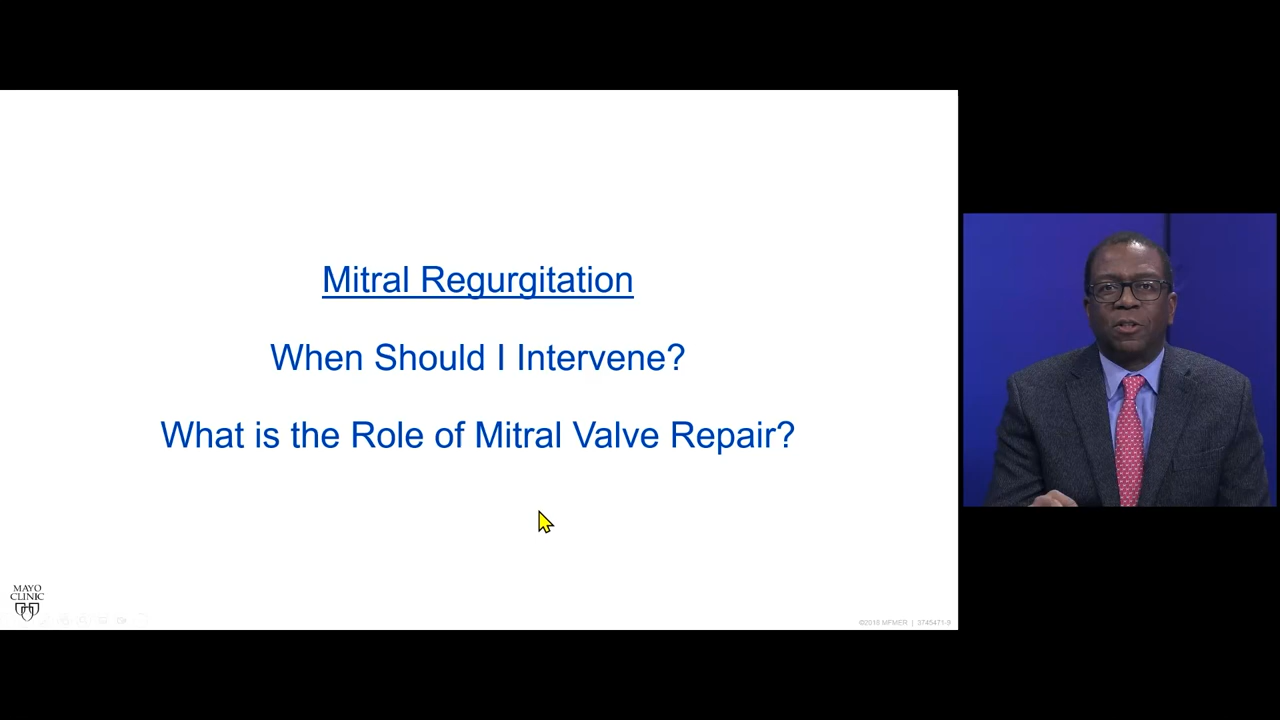 Mitral Regurgitation
When Should I Intervene?
What is the Role of Mitral Valve Repair?
MAYO
CLINIC
©2018 MFMER | 3745471-9